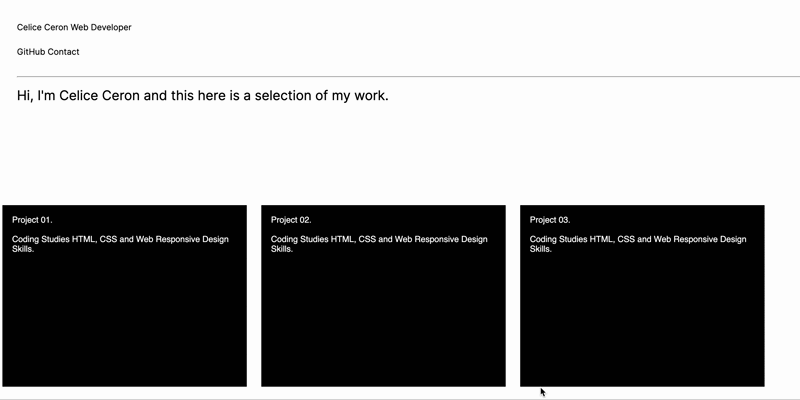 Celice Ceron Web Developer
GitHub Contact
Hi, I'm Celice Ceron and this here is a selection of my work.
Project 01.
Coding Studies HTML, CSS and Web Responsive Design
Skills.
Project 02.
Coding Studies HTML, CSS and Web Responsive Design
Skills.
Project 03.
Coding Studies HTML, CSS and Web Responsive Design
Skills.